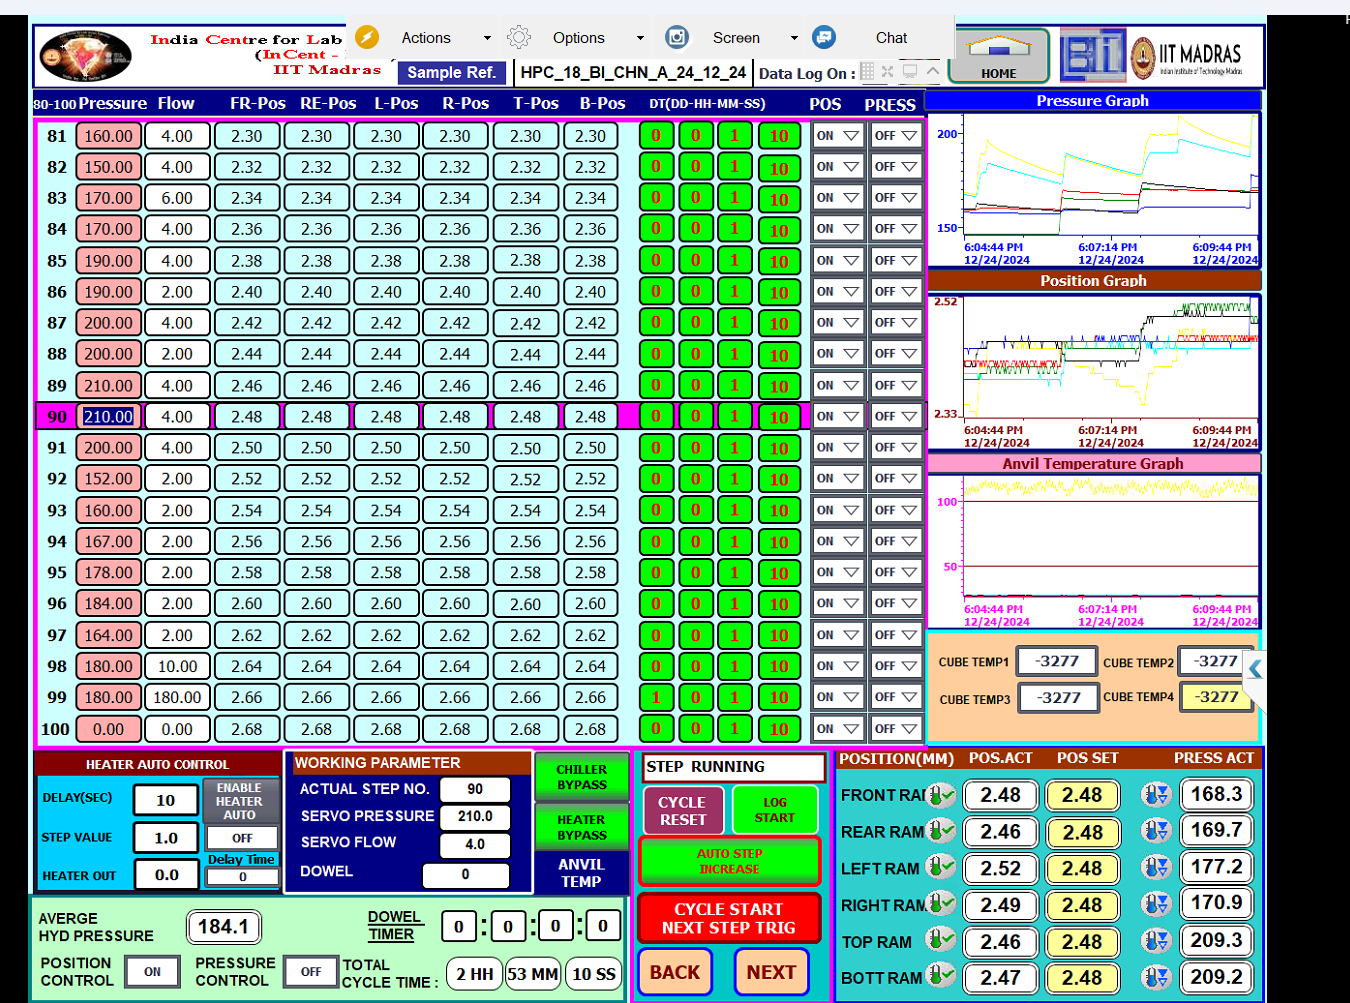 India Centre for Lab
(InCent -
IIT Madras
Actions
Options
Screen
Chat
Sample Ref.
HPC_18_BI_CHN_A_24_12_24
Data Log On :
HOME
IIT MADRAS
Indian Institute of Technology Madras
80-100 Pressure Flow FR-Pos RE-Pos L-Pos R-Pos T-Pos B-Pos DT(DD-HH-MM-SS) POS PRESS
81 160.00 4.00 2.30 2.30 2.30 2.30 2.30 2.30 0 0 1 10 ON OFF
82 150.00 4.00 2.32 2.32 2.32 2.32 2.32 2.32 0 0 1 10 ON OFF
83 170.00 6.00 2.34 2.34 2.34 2.34 2.34 2.34 0 0 1 10 ON OFF
84 170.00 4.00 2.36 2.36 2.36 2.36 2.36 2.36 0 0 1 10 ON OFF
85 190.00 4.00 2.38 2.38 2.38 2.38 2.38 2.38 0 0 1 10 ON OFF
86 190.00 2.00 2.40 2.40 2.40 2.40 2.40 2.40 0 0 1 10 ON OFF
87 200.00 4.00 2.42 2.42 2.42 2.42 2.42 2.42 0 0 1 10 ON OFF
88 200.00 2.00 2.44 2.44 2.44 2.44 2.44 2.44 0 0 1 10 ON OFF
89 210.00 4.00 2.46 2.46 2.46 2.46 2.46 2.46 0 0 1 10 ON OFF
90 210.00 4.00 2.48 2.48 2.48 2.48 2.48 2.48 0 0 1 10 ON OFF
91 200.00 4.00 2.50 2.50 2.50 2.50 2.50 2.50 0 0 1 10 ON OFF
92 152.00 2.00 2.52 2.52 2.52 2.52 2.52 2.52 0 0 1 10 ON OFF
93 160.00 2.00 2.54 2.54 2.54 2.54 2.54 2.54 0 0 1 10 ON OFF
94 167.00 2.00 2.56 2.56 2.56 2.56 2.56 2.56 0 0 1 10 ON OFF
95 178.00 2.00 2.58 2.58 2.58 2.58 2.58 2.58 0 0 1 10 ON OFF
96 184.00 2.00 2.60 2.60 2.60 2.60 2.60 2.60 0 0 1 10 ON OFF
97 164.00 2.00 2.62 2.62 2.62 2.62 2.62 2.62 0 0 1 10 ON OFF
98 180.00 10.00 2.64 2.64 2.64 2.64 2.64 2.64 0 0 1 10 ON OFF
99 180.00 180.00 2.66 2.66 2.66 2.66 2.66 2.66 1 0 1 10 ON OFF
100 0.00 0.00 2.68 2.68 2.68 2.68 2.68 2.68 0 0 1 10 ON OFF
Pressure Graph
200
150
6:04:44 PM 6:07:14 PM 6:09:44 PM
12/24/2024 12/24/2024 12/24/2024
Position Graph
2.52
2.33
6:04:44 PM 6:07:14 PM 6:09:44 PM
12/24/2024 12/24/2024 12/24/2024
Anvil Temperature Graph
100
50
6:04:44 PM 6:07:14 PM 6:09:44 PM
12/24/2024 12/24/2024 12/24/2024
CUBE TEMP1 -3277 CUBE TEMP2 -3277
CUBE TEMP3 -3277 CUBE TEMP4 -3277
HEATER AUTO CONTROL
DELAY(SEC) 10
STEP VALUE 1.0
HEATER OUT 0.0
ENABLE
HEATER
AUTO
OFF
Delay Time
0
WORKING PARAMETER
ACTUAL STEP NO. 90
SERVO PRESSURE 210.0
SERVO FLOW 4.0
DOWEL 0
CHILLER
BYPASS
HEATER
BYPASS
ANVIL
TEMP
STEP RUNNING
CYCLE
RESET
LOG
START
AUTO STEP
INCREASE
CYCLE START
NEXT STEP TRIG
BACK
NEXT
POSITION(MM) POS.ACT POS SET PRESS ACT
FRONT RAM 2.48 2.48 168.3
REAR RAM 2.46 2.48 169.7
LEFT RAM 2.52 2.48 177.2
RIGHT RAM 2.49 2.48 170.9
TOP RAM 2.46 2.48 209.3
BOTT RAM 2.47 2.48 209.2
AVERGE
HYD PRESSURE
184.1
DOWEL
TIMER
0 : 0 : 0 : 0
POSITION
CONTROL
ON
PRESSURE
CONTROL
OFF
TOTAL
CYCLE TIME :
2 HH 53 MM 10 SS